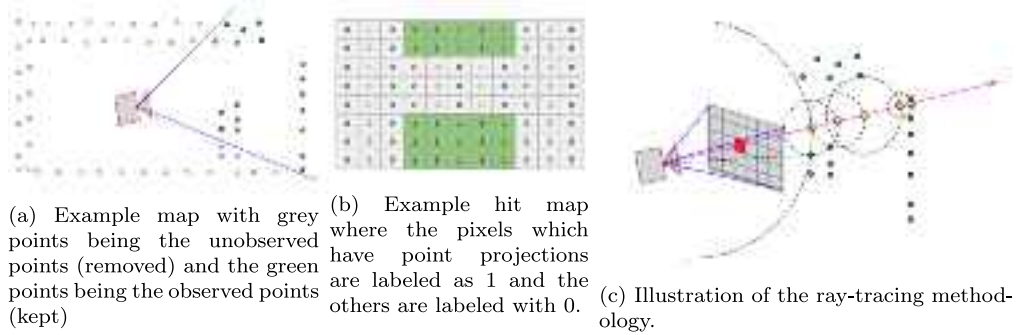 (a) Example map with grey
points being the unobserved
points (removed) and the green
points being the observed points
(kept)
(b) Example hit map
where the pixels which
have point projections
are labeled as 1 and the
others are labeled with 0.
(c) Illustration of the ray-tracing method-
ology.